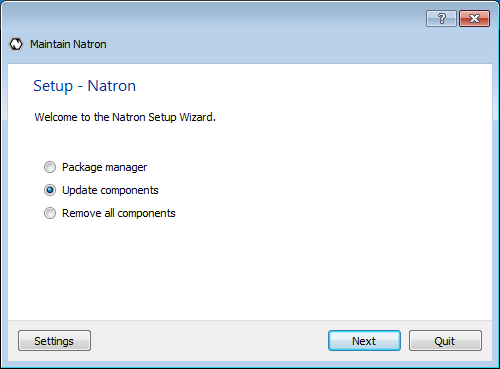 ?
Maintain Natron
Setup - Natron
Welcome to the Natron Setup Wizard.
Package manager
Update components
Remove all components
Settings
Next
Quit